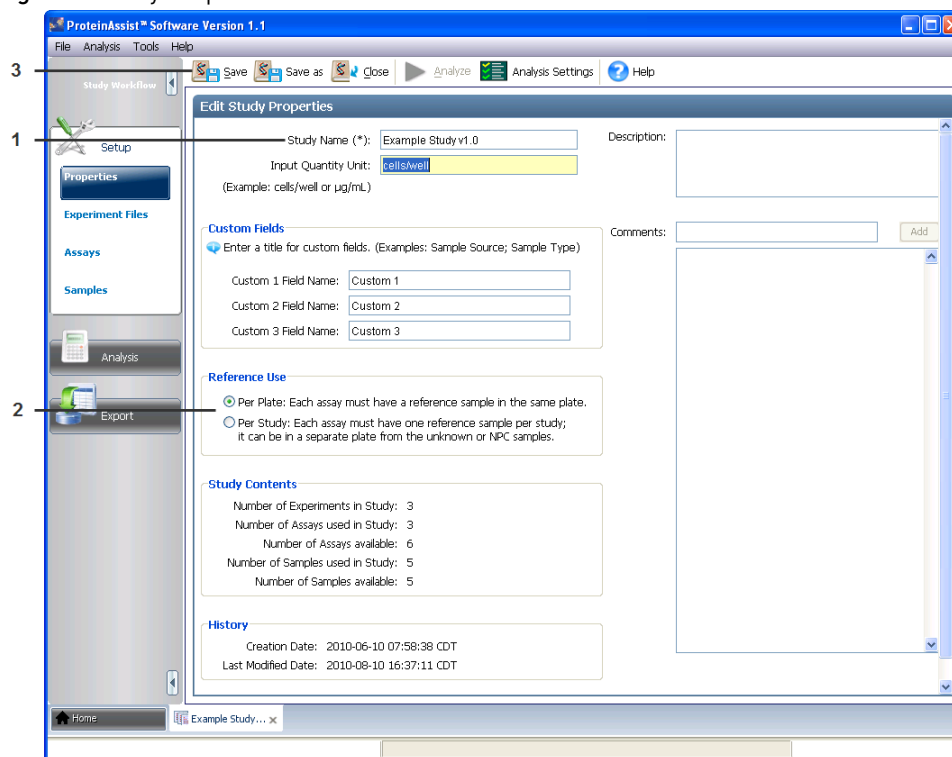 ProteinAssist™ Software Version 1.1
File Analysis Tools Help
3
Save Save as Close Analyze Analysis Settings Help
Study Workflow
Edit Study Properties
1
Study Name (*): Example Study v1.0
Description:
Setup
Input Quantity Unit: cells/well
(Example: cells/well or µg/mL)
Properties
Experiment Files
Assays
Samples
Custom Fields
Enter a title for custom fields. (Examples: Sample Source; Sample Type)
Custom 1 Field Name: Custom 1
Custom 2 Field Name: Custom 2
Custom 3 Field Name: Custom 3
Comments:
Add
Analysis
Export
2
Reference Use
Per Plate: Each assay must have a reference sample in the same plate.
Per Study: Each assay must have one reference sample per study;
it can be in a separate plate from the unknown or NPC samples.
Study Contents
Number of Experiments in Study: 3
Number of Assays used in Study: 3
Number of Assays available: 6
Number of Samples used in Study: 5
Number of Samples available: 5
History
Creation Date: 2010-06-10 07:58:38 CDT
Last Modified Date: 2010-08-10 16:37:11 CDT
Home
Example Study... x